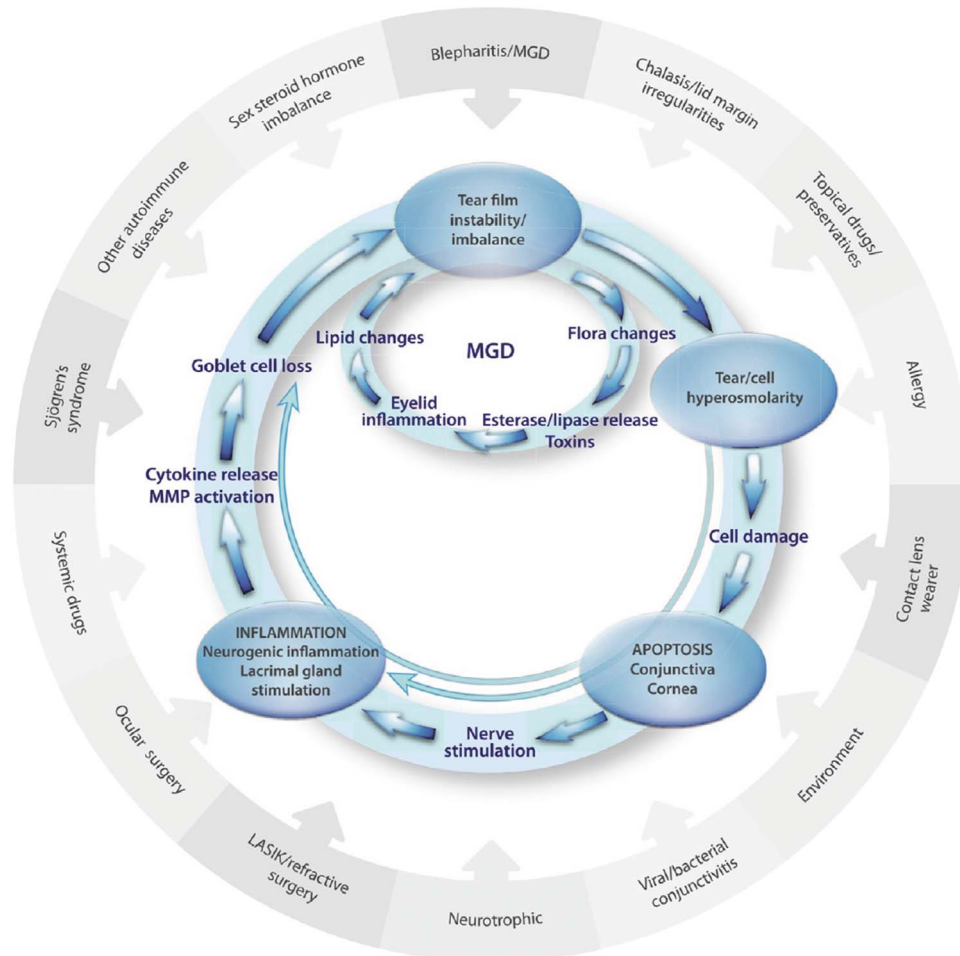 Blepharitis/MGD
Chalasis/lid margin
irregularities
Topical drugs/
preservatives
Allergy
Contact lens
wearer
Environment
Viral/bacterial
conjunctivitis
Neurotrophic
LASIK/refractive
surgery
Ocular surgery
Systemic drugs
Sjögren's
syndrome
Other autoimmune
diseases
Sex steroid hormone
imbalance
Tear film
instability/
imbalance
Tear/cell
hyperosmolarity
Cell damage
APOPTOSIS
Conjunctiva
Cornea
Nerve
stimulation
INFLAMMATION
Neurogenic inflammation
Lacrimal gland
stimulation
Cytokine release
MMP activation
Goblet cell loss
MGD
Flora changes
Esterase/lipase release
Toxins
Eyelid
inflammation
Lipid changes